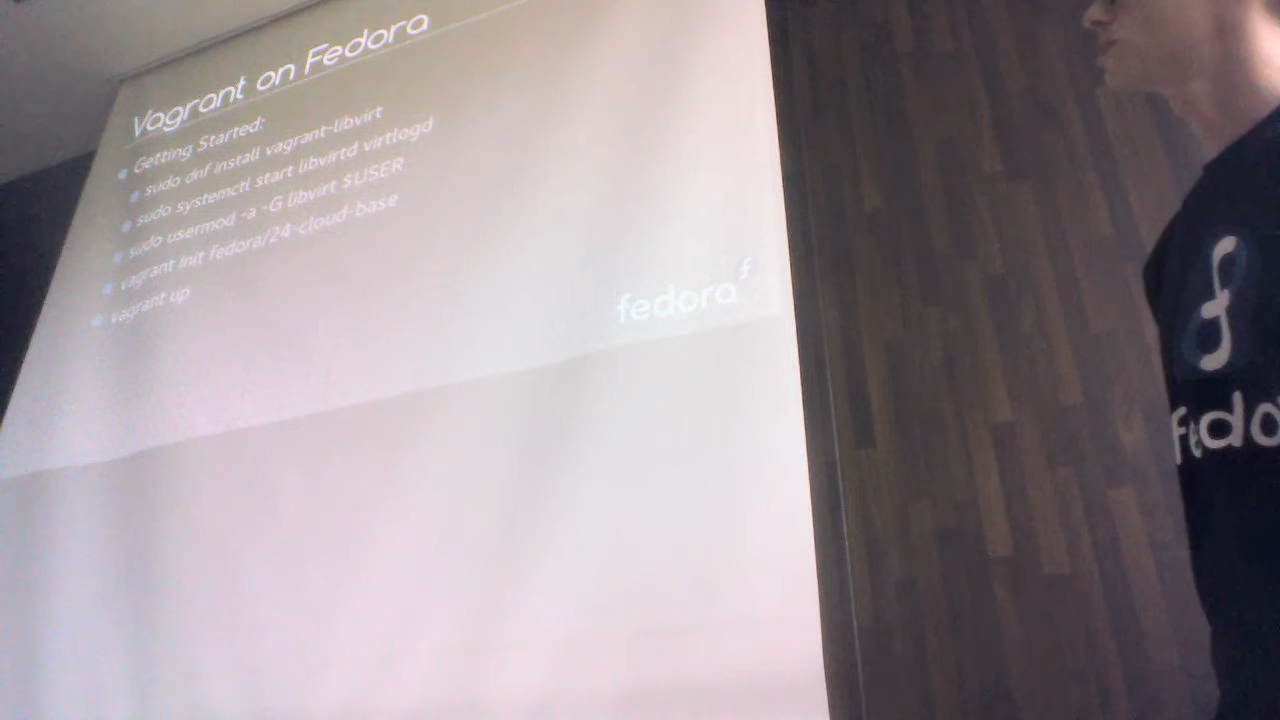 Vagrant on Fedora
Getting Started:
sudo dnf install vagrant-libvirt
sudo systemctl start libvirtd virtlogd
sudo usermod -a -G libvirt $USER
vagrant init fedora/24-cloud-base
vagrant up
fedora
fedo